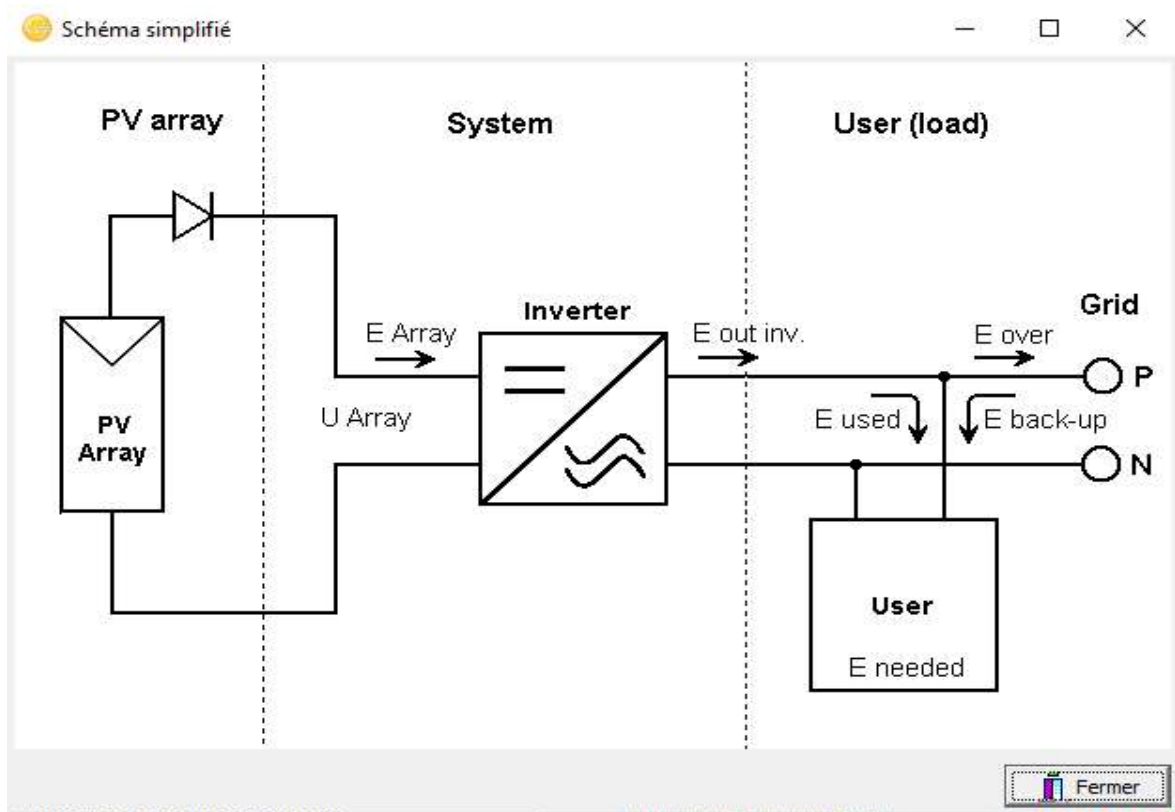 Schéma simplifié
PV array
System
User (load)
Inverter
Grid
E Array
E out inv.
E over
P
U Array
E used
E back-up
PV
Array
N
User
E needed
Fermer